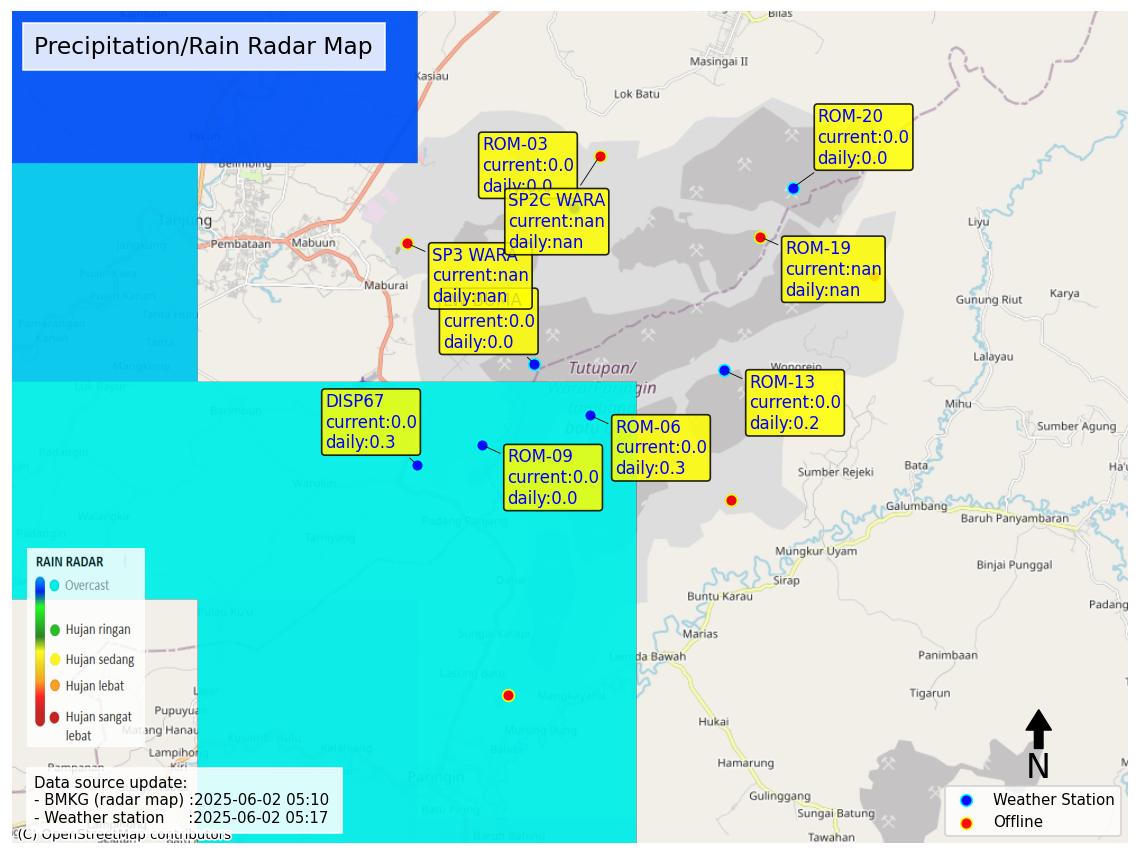 Precipitation/Rain Radar Map
Bilas
Masingai II
Kasiau
Lok Batu
ROM-20
current:0.0
daily:0.0
ROM-03
current:0.0
daily:0.0
Belimbing
SP2C WARA
current:nan
daily:nan
Tanjung
Jangkung
Pembataan
Mabuun
Liyu
ROM-19
current:nan
daily:nan
SP3 WARA
current:nan
daily:nan
Maburai
Gunung Riut
Karya
current:0.0
daily:0.0
Lalayau
Wonorejo
Tutupan/
ROM-13
current:0.0
daily:0.2
Mihu
DISP67
current:0.0
daily:0.3
ROM-06
current:0.0
daily:0.3
Sumber Agung
ROM-09
current:0.0
daily:0.0
Bata
Sumber Rejeki
Galumbang
Baruh Panyambaran
Padang Panjang
Mungkur Uyam
Binjai Punggal
RAIN RADAR
Overcast
Hujan ringan
Hujan sedang
Hujan lebat
Hujan sangat
lebat
Sirap
Buntu Karau
Marias
Panimbaan
Tigarun
Hukai
Pupuyuan
Matang Hanau
Lampihong
Hamarung
Paringin
Gulinggang
Sungai Batung
Tawahan
N
Data source update:
- BMKG (radar map) :2025-06-02 05:10
- Weather station :2025-06-02 05:17
(C) OpenStreetMap contributors
Weather Station
Offline